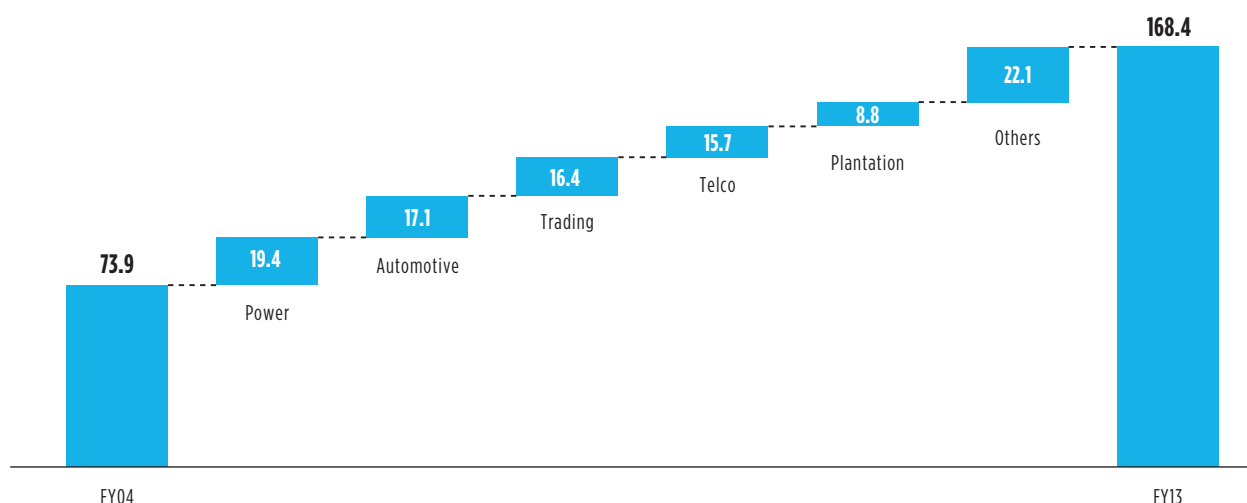 73.9
FY04
19.4
Power
17.1
Automotive
16.4
Trading
15.7
Telco
8.8
Plantation
22.1
Others
168.4
FY13